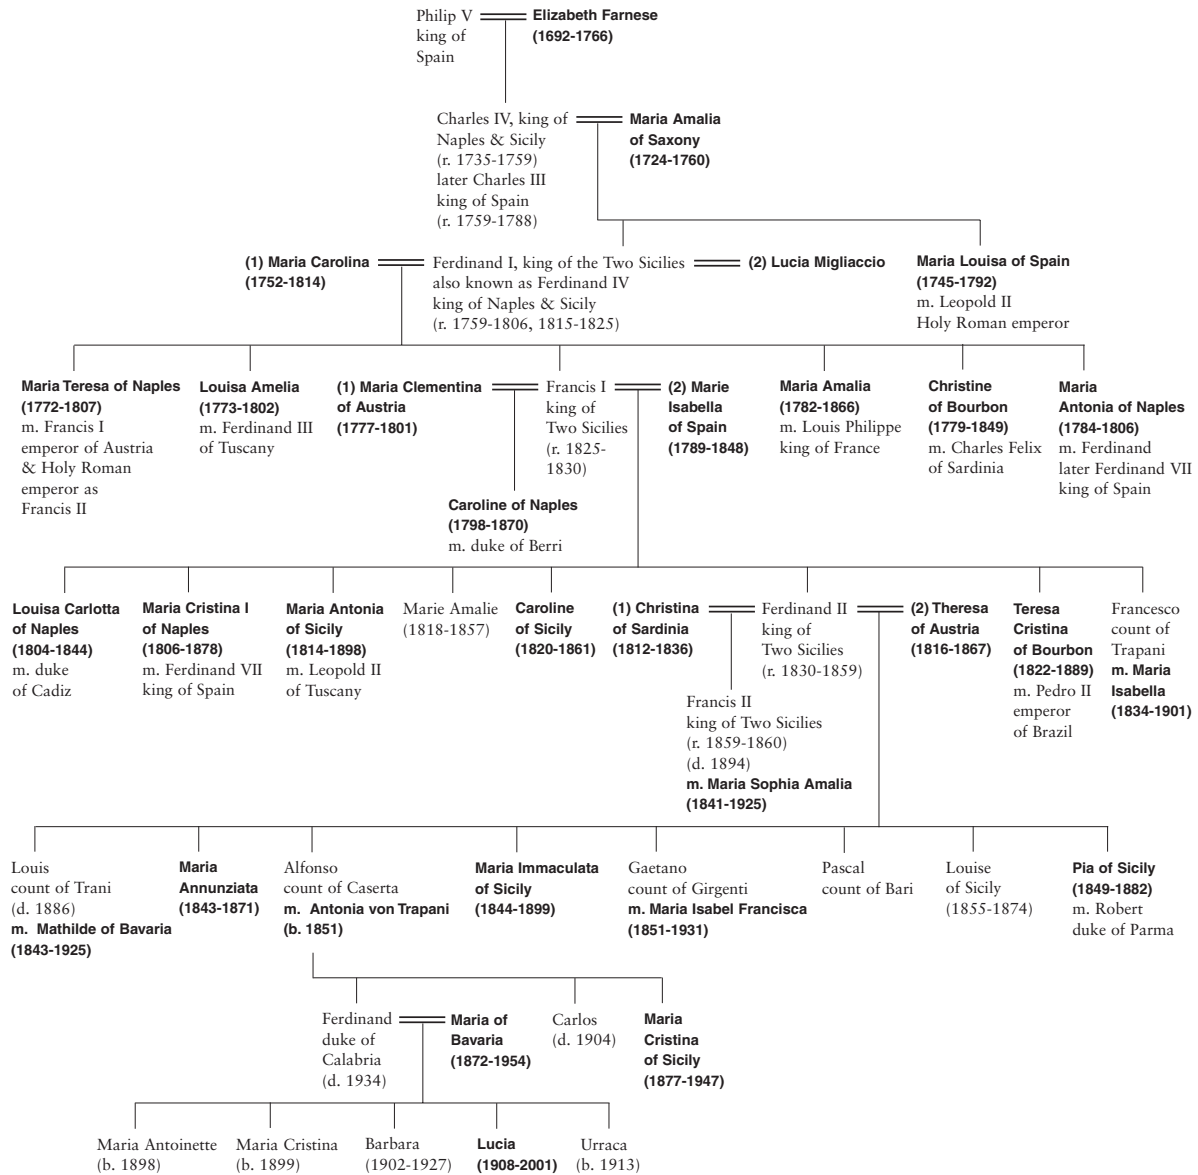 Philip V
king of
Spain
Elizabeth Farnese
(1692-1766)
Charles IV, king of
Naples & Sicily
(r. 1735-1759)
later Charles III
king of Spain
(r. 1759-1788)
Maria Amalia
of Saxony
(1724-1760)
(1) Maria Carolina
(1752-1814)
Ferdinand I, king of the Two Sicilies
also known as Ferdinand IV
king of Naples & Sicily
(r. 1759-1806, 1815-1825)
(2) Lucia Migliaccio
Maria Louisa of Spain
(1745-1792)
m. Leopold II
Holy Roman emperor
Maria Teresa of Naples
(1772-1807)
m. Francis I
emperor of Austria
& Holy Roman
emperor as
Francis II
Louisa Amelia
(1773-1802)
m. Ferdinand III
of Tuscany
(1) Maria Clementina
of Austria
(1777-1801)
Francis I
king of
Two Sicilies
(r. 1825-
1830)
(2) Marie
Isabella
of Spain
(1789-1848)
Maria Amalia
(1782-1866)
m. Louis Philippe
king of France
Christine
of Bourbon
(1779-1849)
m. Charles Felix
of Sardinia
Maria
Antonia of Naples
(1784-1806)
m. Ferdinand
later Ferdinand VII
king of Spain
Caroline of Naples
(1798-1870)
m. duke of Berri
Louisa Carlotta
of Naples
(1804-1844)
m. duke
of Cadiz
Maria Cristina I
of Naples
(1806-1878)
m. Ferdinand VII
king of Spain
Maria Antonia
of Sicily
(1814-1898)
m. Leopold II
of Tuscany
Marie Amalie
(1818-1857)
Caroline
of Sicily
(1820-1861)
(1) Christina
of Sardinia
(1812-1836)
Ferdinand II
king of
Two Sicilies
(r. 1830-1859)
(2) Theresa
of Austria
(1816-1867)
Teresa
Cristina
of Bourbon
(1822-1889)
m. Pedro II
emperor
of Brazil
Francesco
count of
Trapani
m. Maria
Isabella
(1834-1901)
Francis II
king of Two Sicilies
(r. 1859-1860)
(d. 1894)
m. Maria Sophia Amalia
(1841-1925)
Louis
count of Trani
(d. 1886)
m. Mathilde of Bavaria
(1843-1925)
Maria
Annunziata
(1843-1871)
Alfonso
count of Caserta
m. Antonia von Trapani
(b. 1851)
Maria Immaculata
of Sicily
(1844-1899)
Gaetano
count of Girgenti
m. Maria Isabel Francisca
(1851-1931)
Pascal
count of Bari
Louise
of Sicily
(1855-1874)
Pia of Sicily
(1849-1882)
m. Robert
duke of Parma
Ferdinand
duke of
Calabria
(d. 1934)
Maria of
Bavaria
(1872-1954)
Carlos
(d. 1904)
Maria
Cristina
of Sicily
(1877-1947)
Maria Antoinette
(b. 1898)
Maria Cristina
(b. 1899)
Barbara
(1902-1927)
Lucia
(1908-2001)
Urraca
(b. 1913)